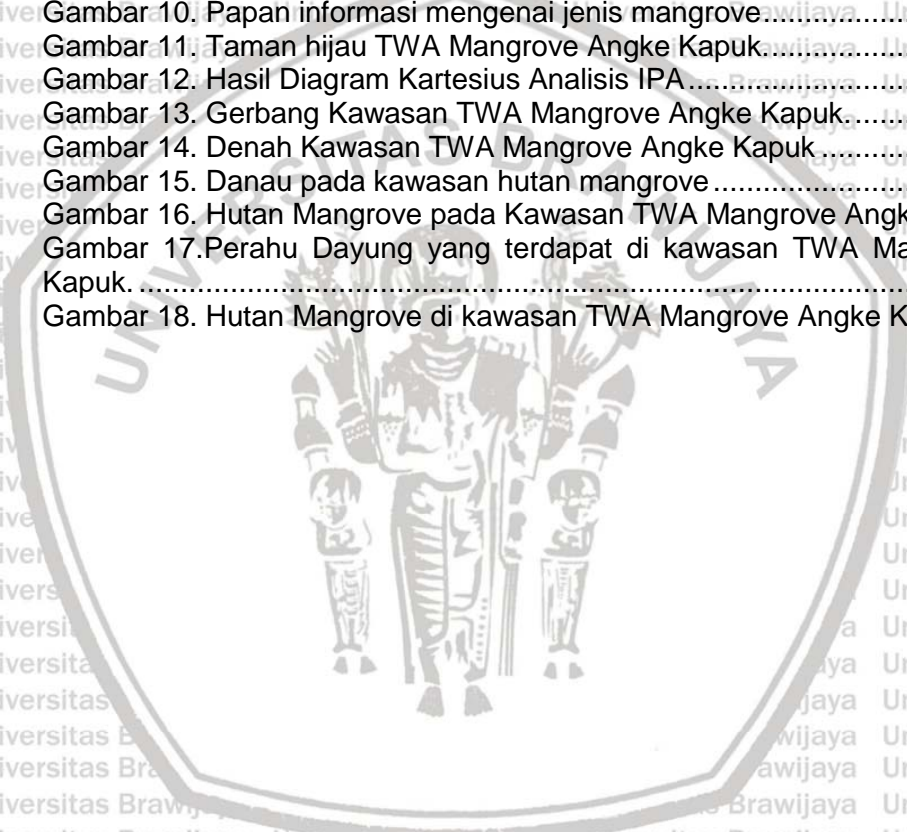 Gambar 10. Papan informasi mengenai jenis mangrove....................
Gambar 11. Taman hijau TWA Mangrove Angke Kapuk....................
Gambar 12. Hasil Diagram Kartesius Analisis IPA.............................
Gambar 13. Gerbang Kawasan TWA Mangrove Angke Kapuk........
Gambar 14. Denah Kawasan TWA Mangrove Angke Kapuk............
Gambar 15. Danau pada kawasan hutan mangrove..........................
Gambar 16. Hutan Mangrove pada Kawasan TWA Mangrove
Gambar 17.Perahu Dayung yang terdapat di kawasan TWA
Kapuk. ..............................................................................................
Gambar 18. Hutan Mangrove di kawasan TWA Mangrove Angke
UNIVERSITAS BRAWIJAYA